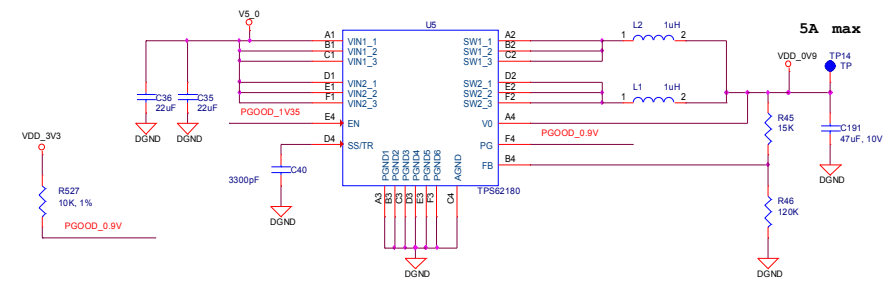 V5_0
U5
L2 1uH
5A max
A1 VIN1_1
B1 VIN1_2
C1 VIN1_3
SW1_1 A2
SW1_2 B2
SW1_3 C2
1 2
VDD_0V9
TP14
TP
D1 VIN2_1
E1 VIN2_2
F1 VIN2_3
SW2_1 D2
SW2_2 E2
SW2_3 F2
L1 1uH
1 2
C36
22uF
C35
22uF
DGND
DGND
PGOOD_1V35
E4 EN
V0 A4
PGOOD_0.9V
PG F4
R45
15K
C191
47uF, 10V
VDD_3V3
D4 SS/TR
FB B4
DGND
C40
3300pF
DGND
PGND1
PGND2
PGND3
PGND4
PGND5
PGND6
AGND
TPS62180
A3
B3
C3
D3
E3
F3
C4
R527
10K, 1%
PGOOD_0.9V
R46
120K
DGND
DGND